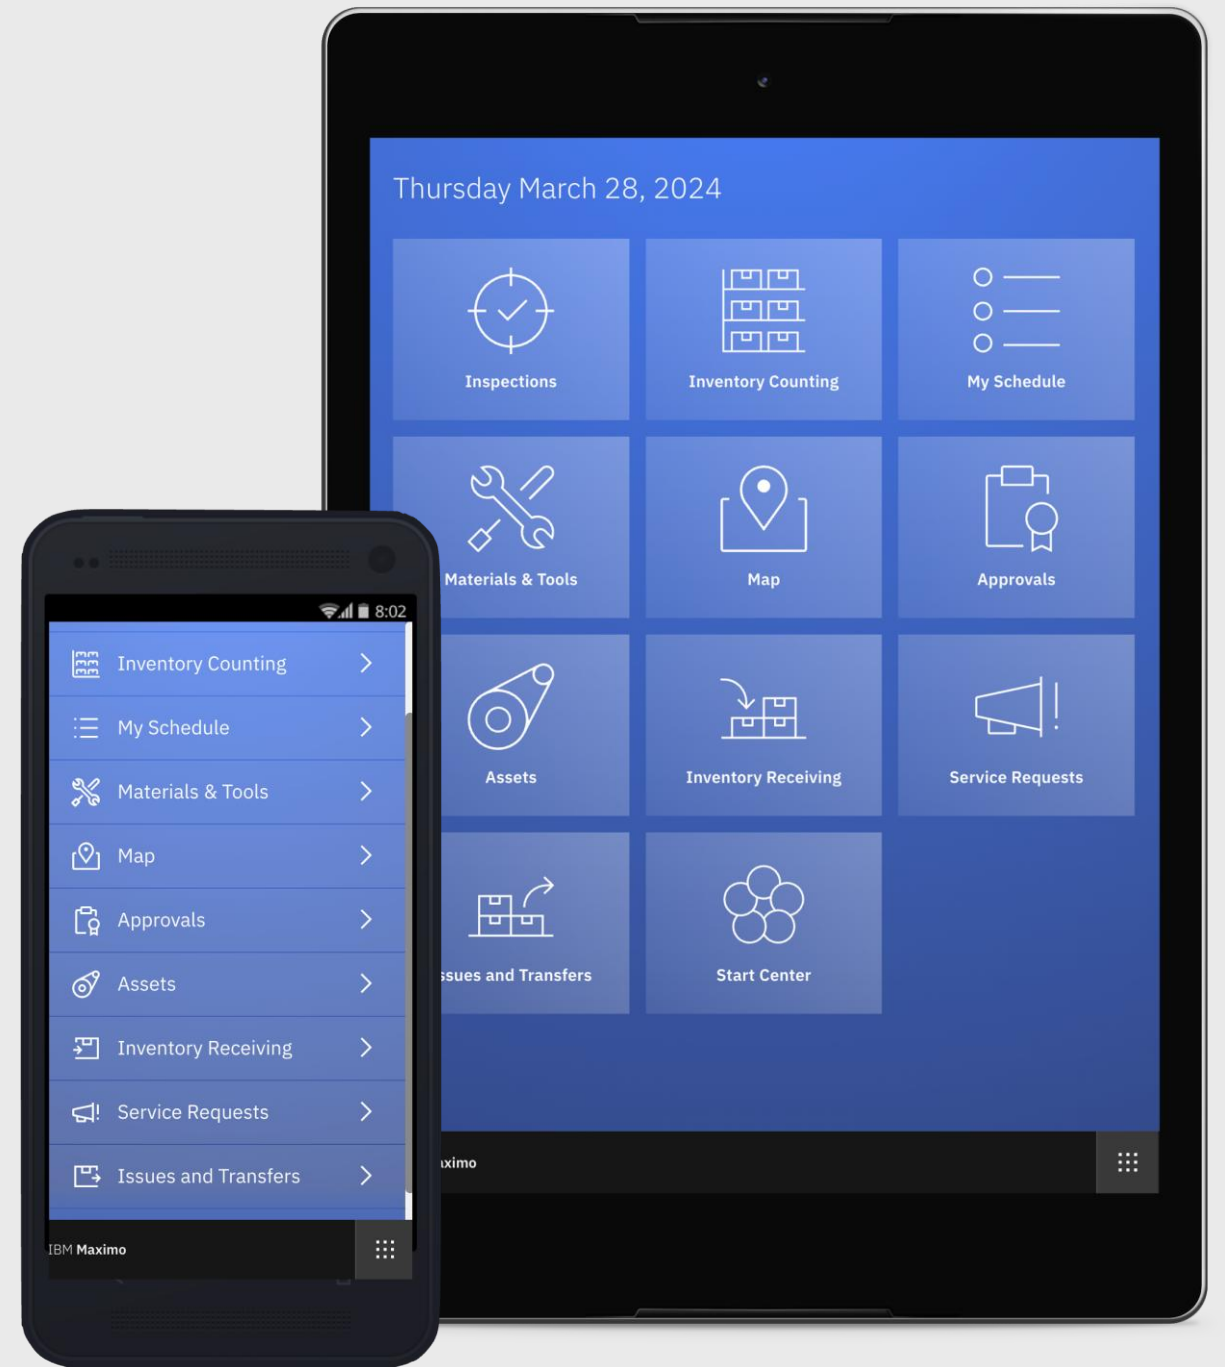 Thursday March 28, 2024
Inspections
Inventory Counting
My Schedule
Materials & Tools
Map
Approvals
Assets
Inventory Receiving
Service Requests
and Transfers
Start Center
8:02
Inventory Counting
My Schedule
Materials & Tools
Map
Approvals
Assets
Inventory Receiving
Service Requests
Issues and Transfers
IBM Maximo